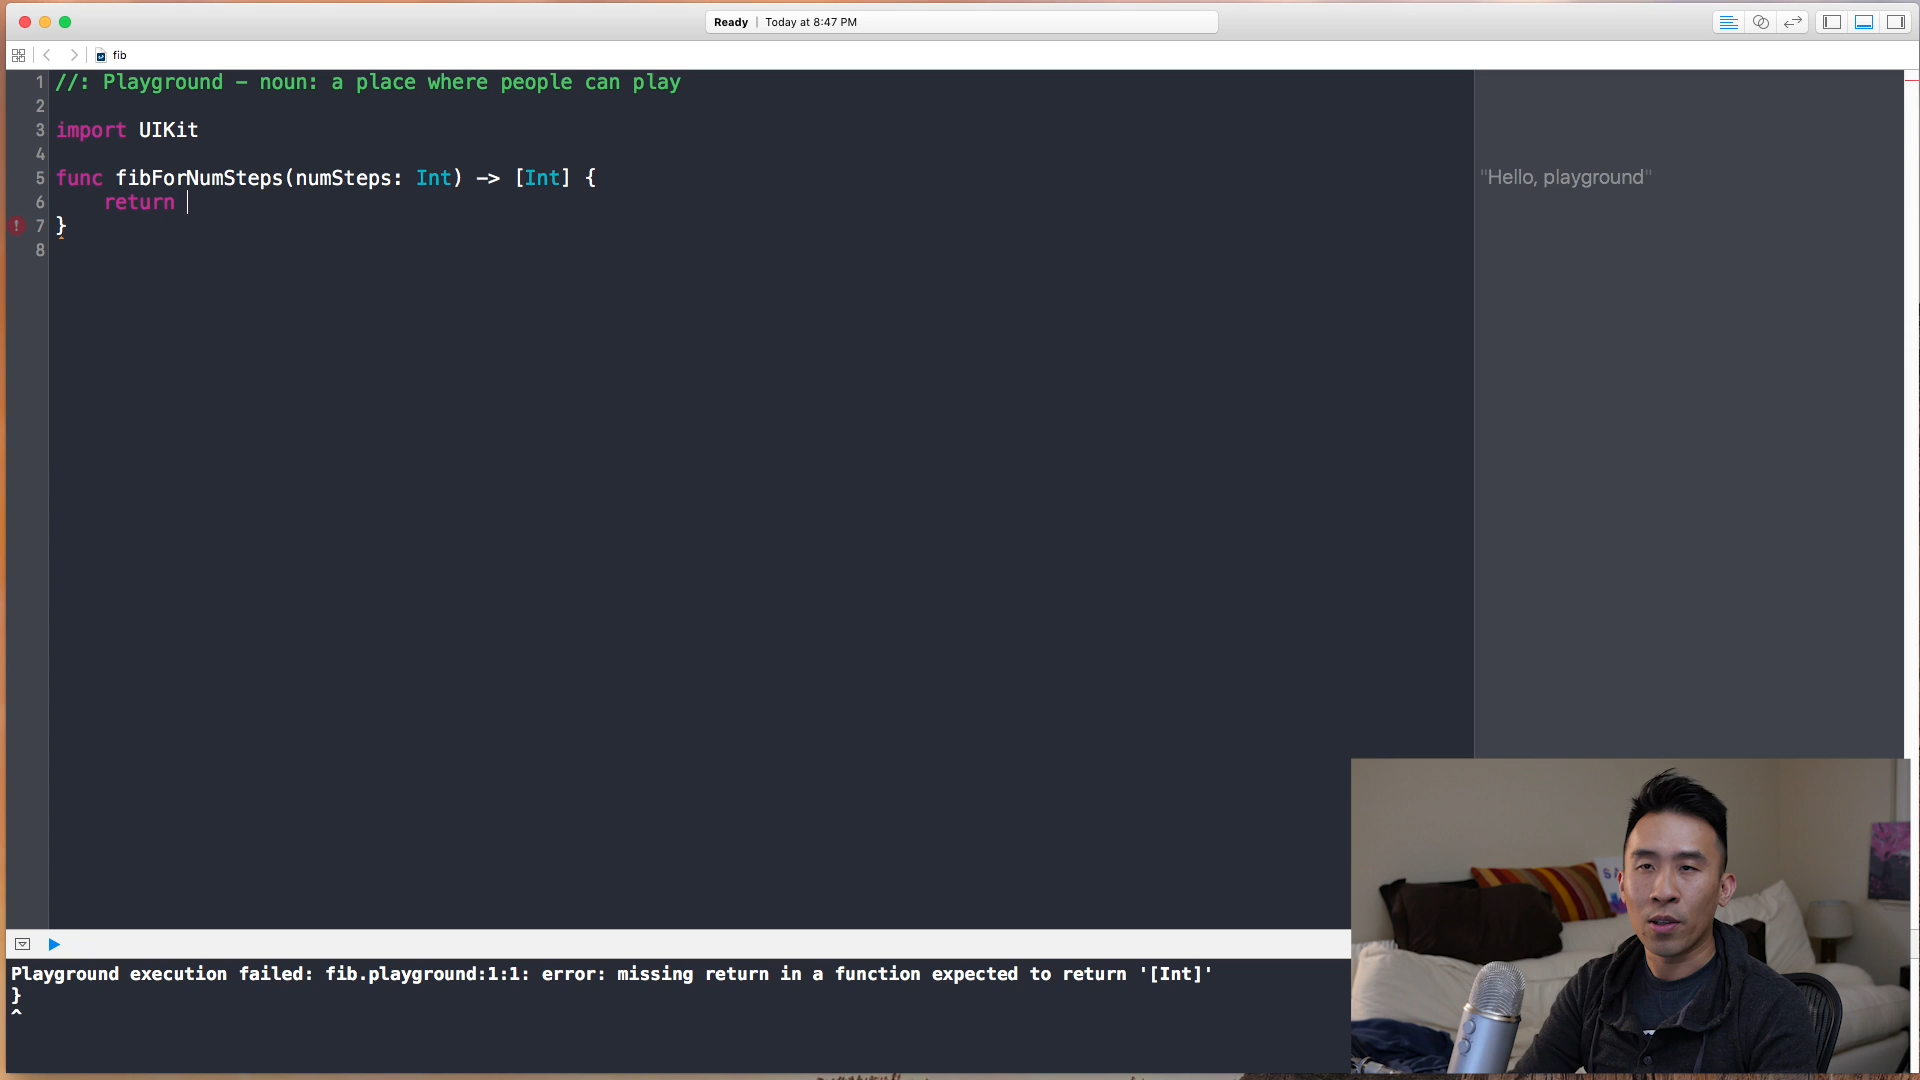 Ready | Today at 8:47 PM
fib
1 //: Playground – noun: a place where people can play
2
3 import UIKit
4
5 func fibForNumSteps(numSteps: Int) -> [Int] {
6 return
7 }
8
"Hello, playground"
Playground execution failed: fib.playground:1:1: error: missing return in a function expected to return '[Int]'
}
^